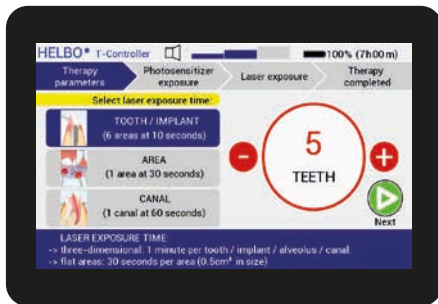 HELBO® T-Controller 100% (7h00m)
Therapy parameters
Photosensitizer exposure
Laser exposure
Therapy completed
Select laser exposure time:
TOOTH / IMPLANT
(6 areas at 10 seconds)
AREA
(1 area at 30 seconds)
CANAL
(1 canal at 60 seconds)
5
TEETH
Next
LASER EXPOSURE TIME:
-> three-dimensional: 1 minute per tooth / implant / alveolus / canal
-> flat areas: 30 seconds per area (0.5cm² in size)